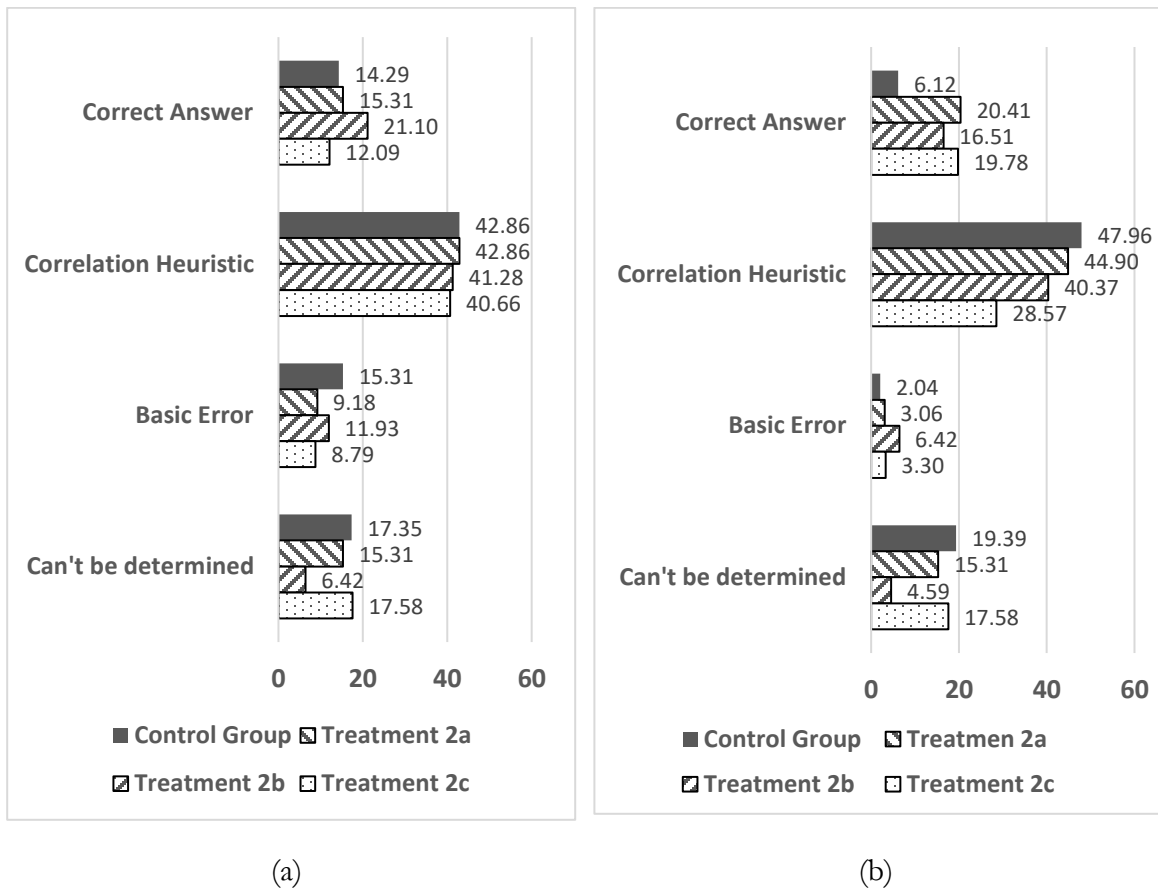 Correct Answer
14.29
15.31
21.10
12.09
Correlation Heuristic
42.86
42.86
41.28
40.66
Basic Error
15.31
9.18
11.93
8.79
Can't be determined
17.35
15.31
6.42
17.58
0 20 40 60
Control Group Treatment 2a
Treatment 2b Treatment 2c
(a)
Correct Answer
6.12
20.41
16.51
19.78
Correlation Heuristic
47.96
44.90
40.37
28.57
Basic Error
2.04
3.06
6.42
3.30
Can't be determined
19.39
15.31
4.59
17.58
0 20 40 60
Control Group Treatmen 2a
Treatment 2b Treatment 2c
(b)